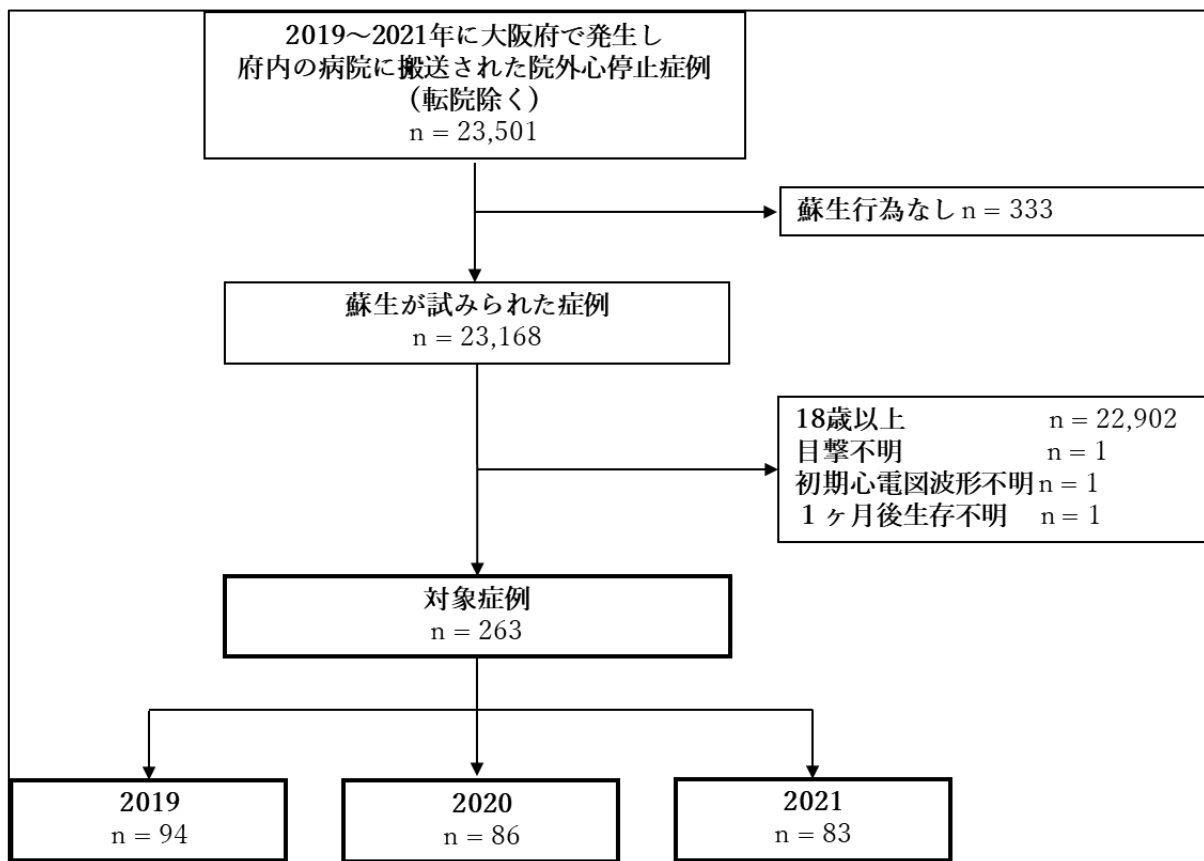 2019～2021年に大阪府で発生し
府内の病院に搬送された院外心停止症例
（転院除く）
n = 23,501
蘇生行為なし n = 333
蘇生が試みられた症例
n = 23,168
18歳以上 n = 22,902
目撃不明 n = 1
初期心電図波形不明 n = 1
1 ヶ月後生存不明 n = 1
対象症例
n = 263
2019
n = 94
2020
n = 86
2021
n = 83